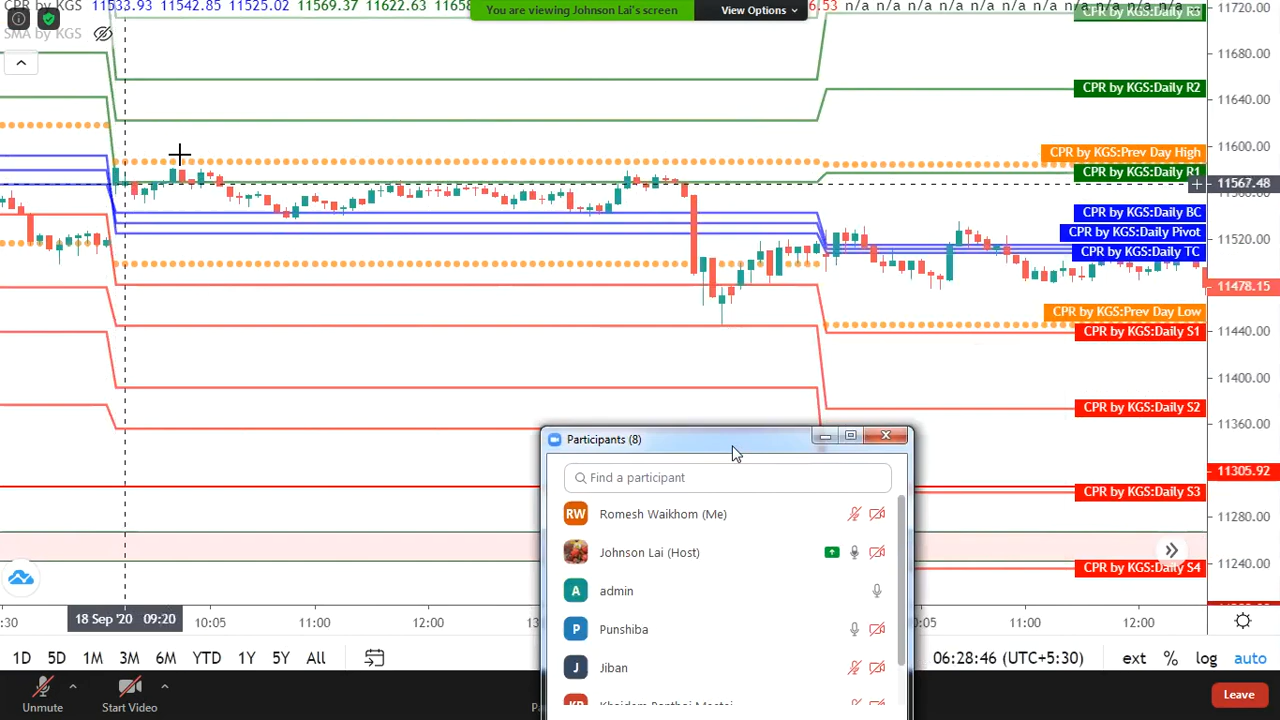 CPR by KGS 11533.93 11542.85 11525.02 11569.37 11622.63
You are viewing Johnson Lai's screen
View Options
6.53 n/a n/a n/a n/a n/a n/a n/a n/a n/a n/a n/a ...
SMA by KGS
CPR by KGS:Daily R3
CPR by KGS:Daily R2
CPR by KGS:Prev Day High
CPR by KGS:Daily R1
CPR by KGS:Daily BC
CPR by KGS:Daily Pivot
CPR by KGS:Daily TC
CPR by KGS:Prev Day Low
CPR by KGS:Daily S1
CPR by KGS:Daily S2
CPR by KGS:Daily S3
CPR by KGS:Daily S4
11720.00
11680.00
11640.00
11600.00
11567.48
11520.00
11478.15
11440.00
11400.00
11360.00
11305.92
11280.00
11240.00
Participants (8)
Find a participant
RW Romesh Waikhom (Me)
Johnson Lai (Host)
A admin
P Punshiba
J Jiban
:30
18 Sep '20 09:20
10:05
11:00
12:00
13
:05
11:00
12:00
1D 5D 1M 3M 6M YTD 1Y 5Y All
06:28:46 (UTC+5:30)
ext % log auto
Unmute
Start Video
Leave